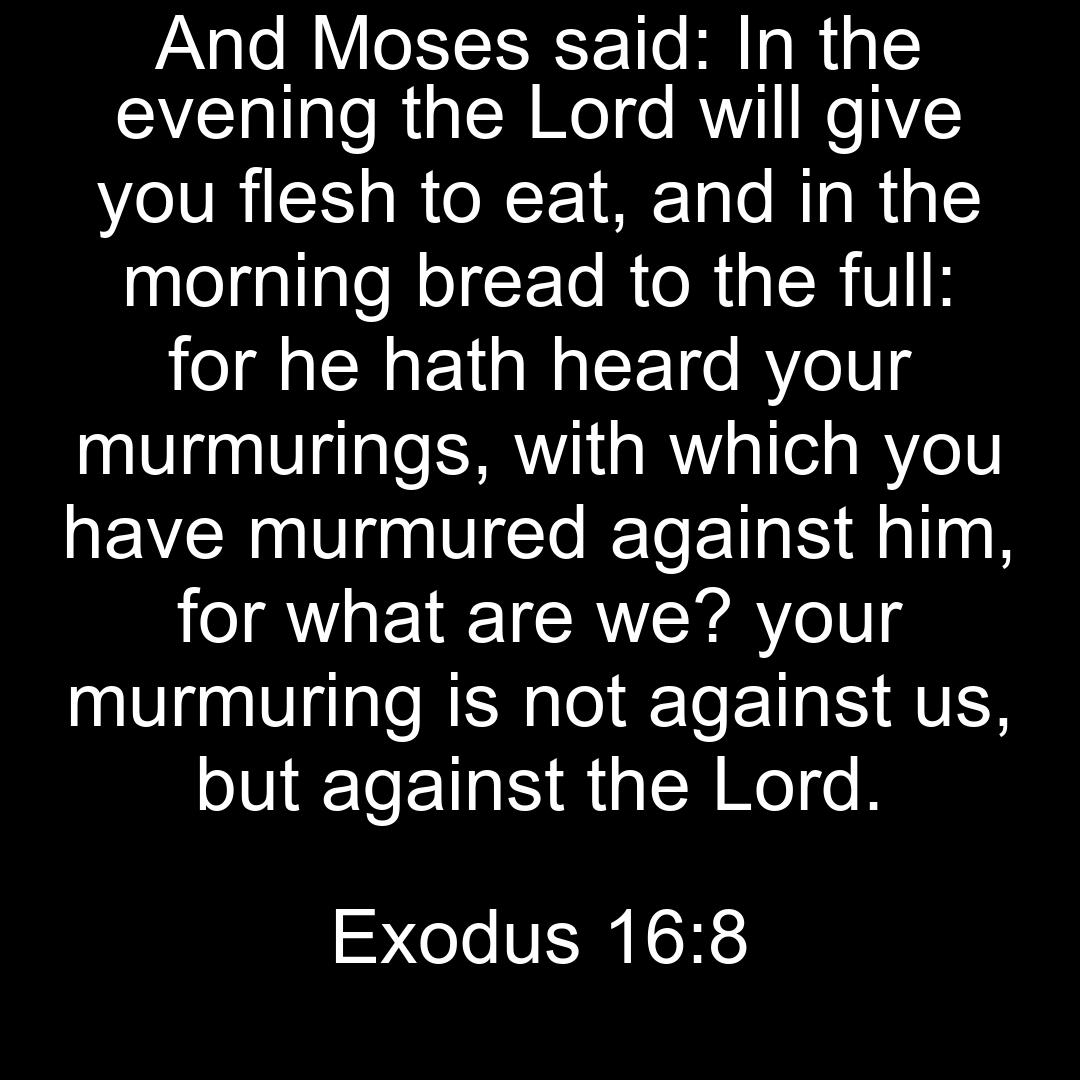 And Moses said: In the
evening the Lord will give
you flesh to eat, and in the
morning bread to the full:
for he hath heard your
murmurings, with which you
have murmured against him,
for what are we? your
murmuring is not against us,
but against the Lord.
Exodus 16:8